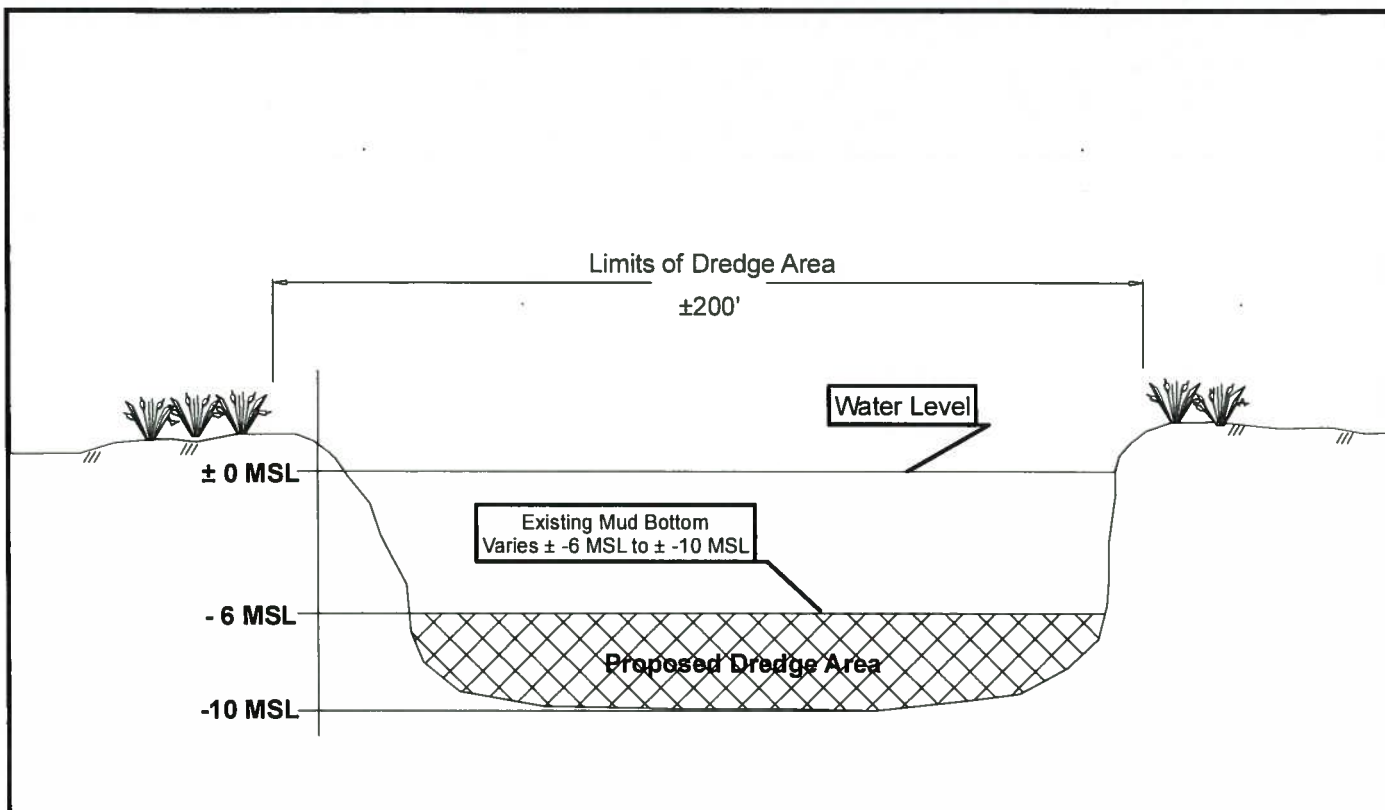 Limits of Dredge Area
±200'
Water Level
± 0 MSL
Existing Mud Bottom
Varies ± -6 MSL to ± -10 MSL
- 6 MSL
Proposed Dredge Area
-10 MSL